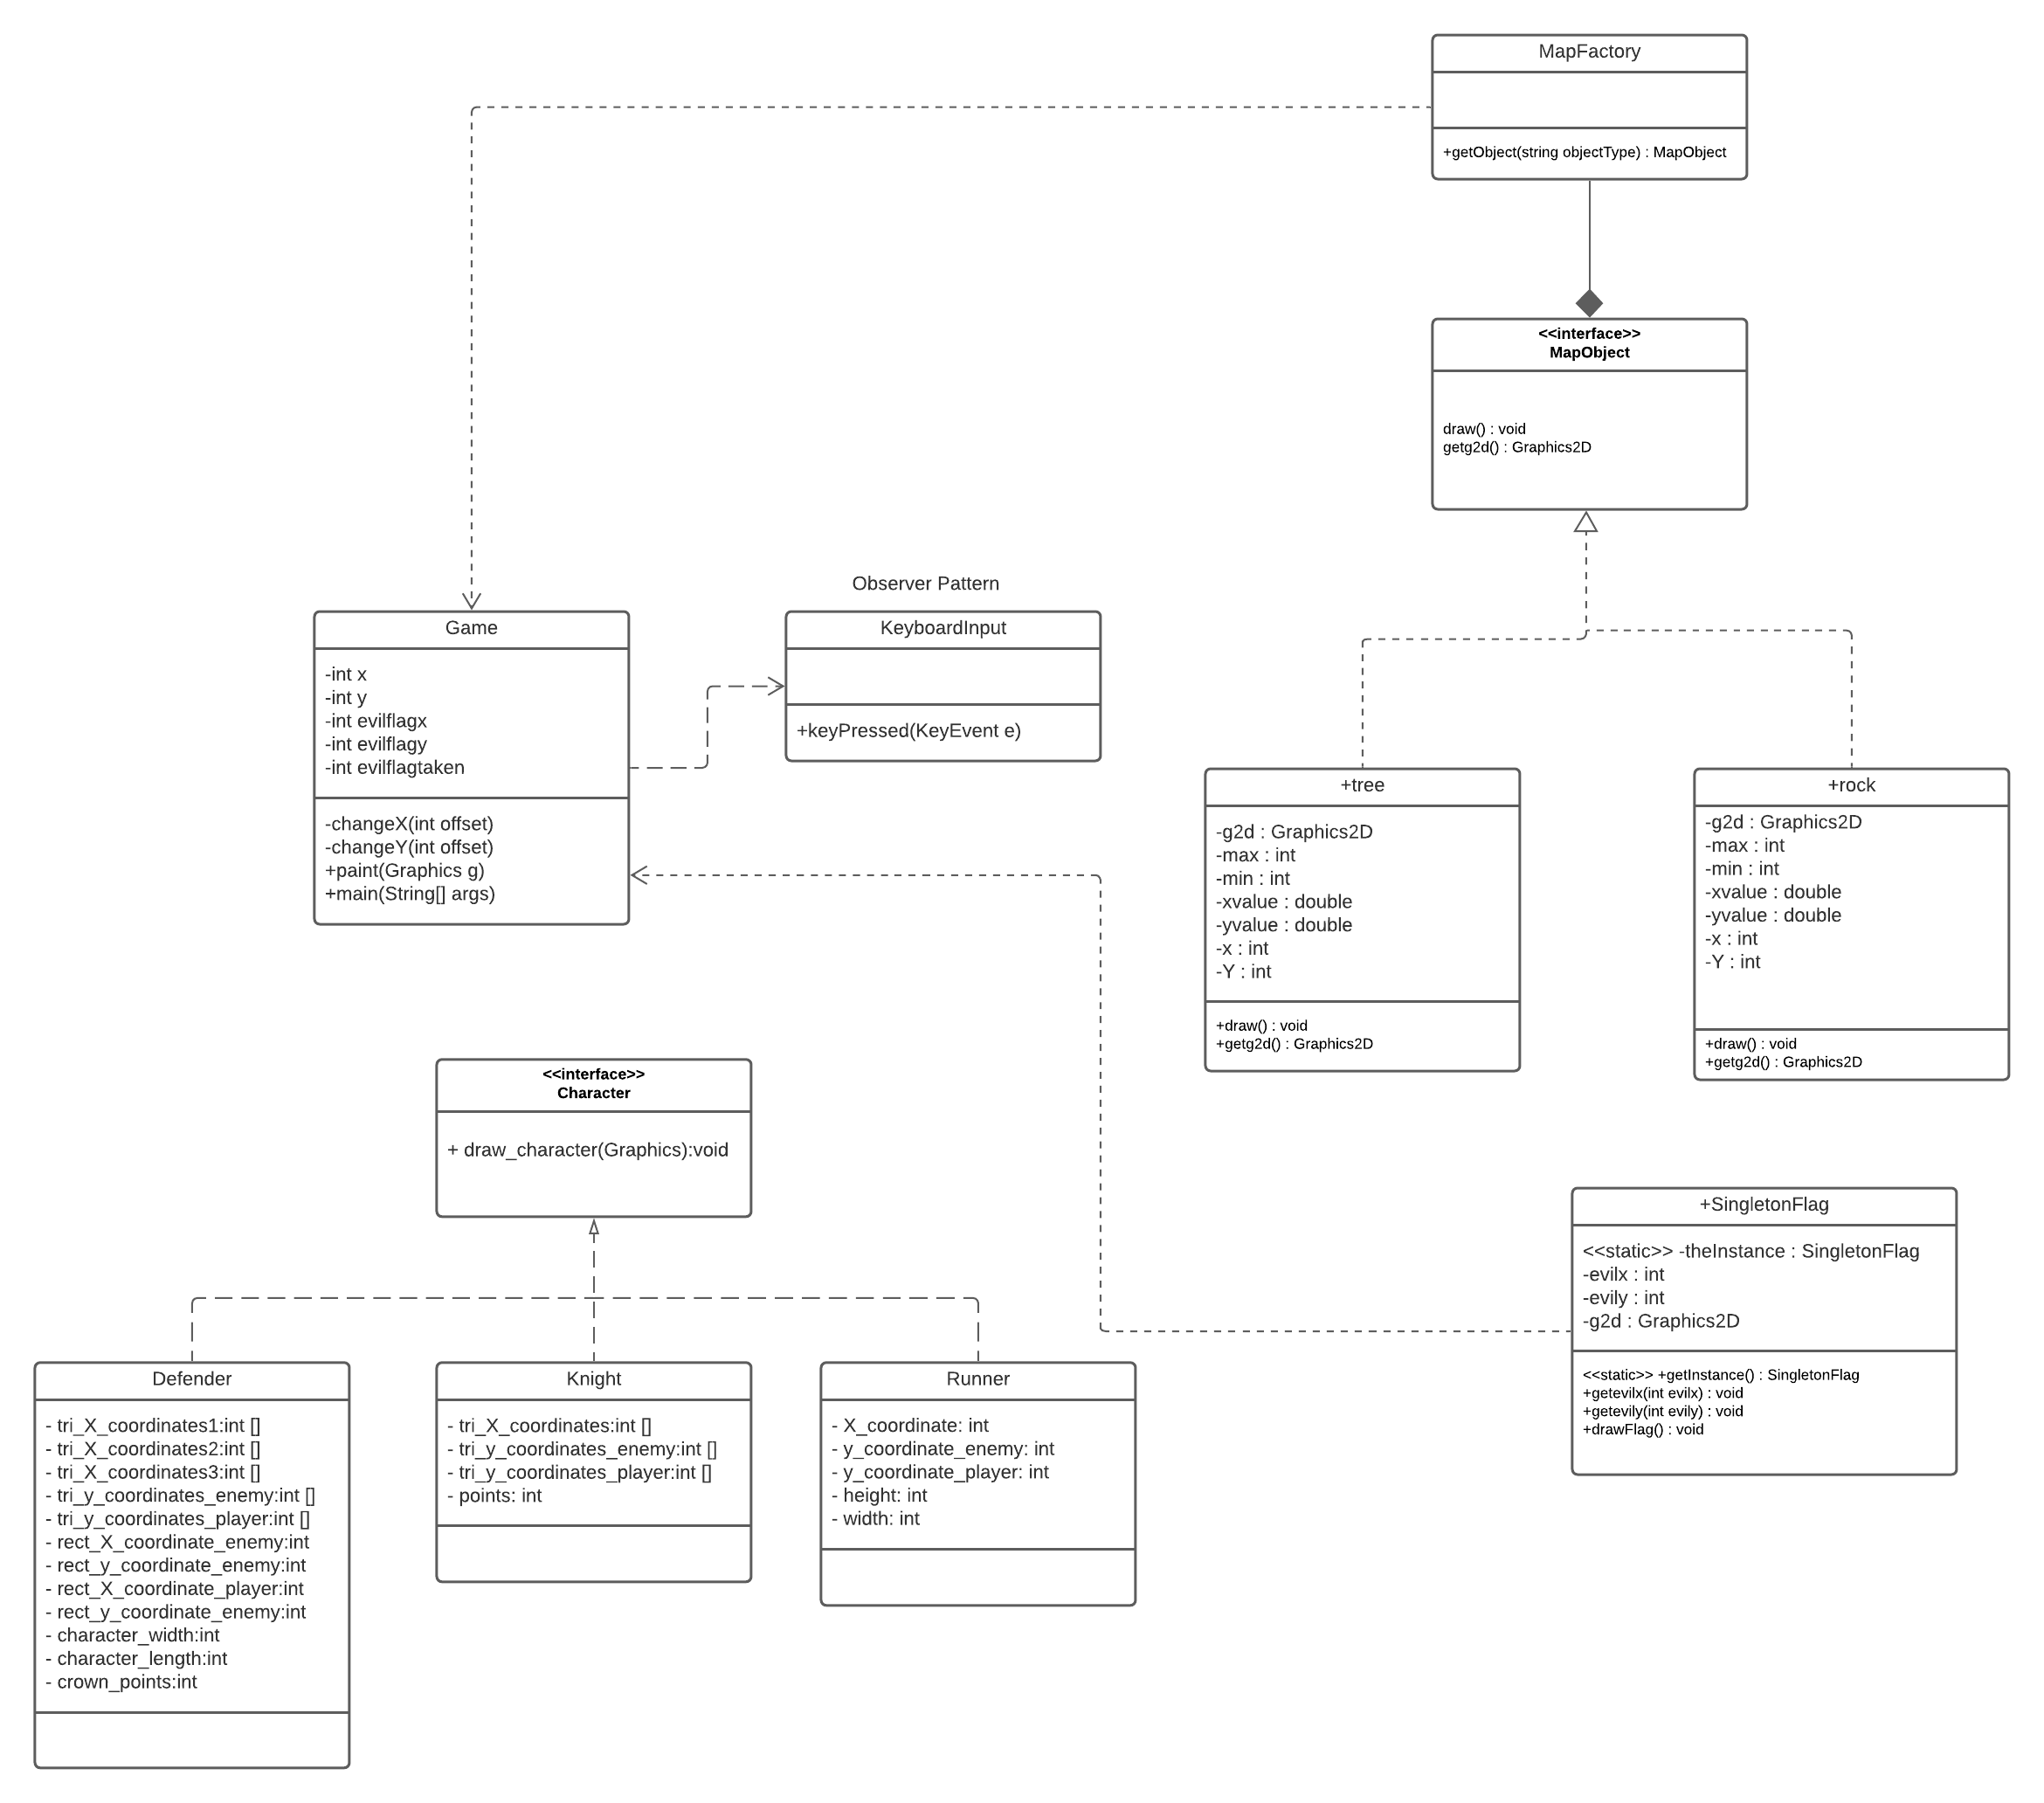 MapFactory
+getObject(string objectType) : MapObject
<<interface>>
MapObject
draw() : void
getg2d() : Graphics2D
Observer Pattern
Game
-int x
-int y
-int evilflagx
-int evilflagy
-int evilflagtaken
-changeX(int offset)
-changeY(int offset)
+paint(Graphics g)
+main(String[] args)
KeyboardInput
+keyPressed(KeyEvent e)
+tree
-g2d : Graphics2D
-max : int
-min : int
-xvalue : double
-yvalue : double
-x : int
-Y : int
+draw() : void
+getg2d() : Graphics2D
+rock
-g2d : Graphics2D
-max : int
-min : int
-xvalue : double
-yvalue : double
-x : int
-Y : int
+draw() : void
+getg2d() : Graphics2D
<<interface>>
Character
+ draw_character(Graphics):void
+SingletonFlag
<<static>> -theInstance : SingletonFlag
-evilx : int
-evily : int
-g2d : Graphics2D
<<static>> +getInstance() : SingletonFlag
+getevilx(int evilx) : void
+getevily(int evily) : void
+drawFlag() : void
Defender
- tri_X_coordinates1:int []
- tri_X_coordinates2:int []
- tri_X_coordinates3:int []
- tri_y_coordinates_enemy:int []
- tri_y_coordinates_player:int []
- rect_X_coordinate_enemy:int
- rect_y_coordinate_enemy:int
- rect_X_coordinate_player:int
- rect_y_coordinate_enemy:int
- character_width:int
- character_length:int
- crown_points:int
Knight
- tri_X_coordinates:int []
- tri_y_coordinates_enemy:int []
- tri_y_coordinates_player:int []
- points: int
Runner
- X_coordinate: int
- y_coordinate_enemy: int
- y_coordinate_player: int
- height: int
- width: int